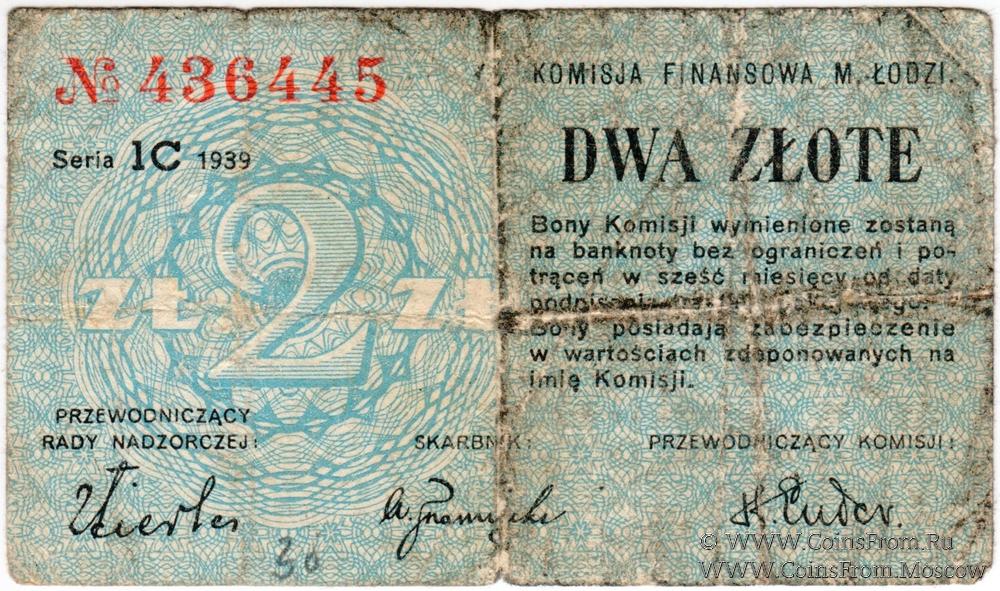 № 436445
Seria 1C 1939
2
ZŁ. ZŁ
KOMISJA FINANSOWA M. ŁODZI.
DWA ZŁOTE
Bony Komisji wymienione zostaną
na banknoty bez ograniczeń i po-
trąceń w sześć miesięcy od daty
Bony posiadają zabezpieczenie
w wartościach zdeponowanych na
imię Komisji.
PRZEWODNICZĄCY
RADY NADZORCZEJ: SKARBNIK: PRZEWODNICZĄCY KOMISJI:
30
© WWW.CoinsFrom.Ru
WWW.CoinsFrom.Moscow